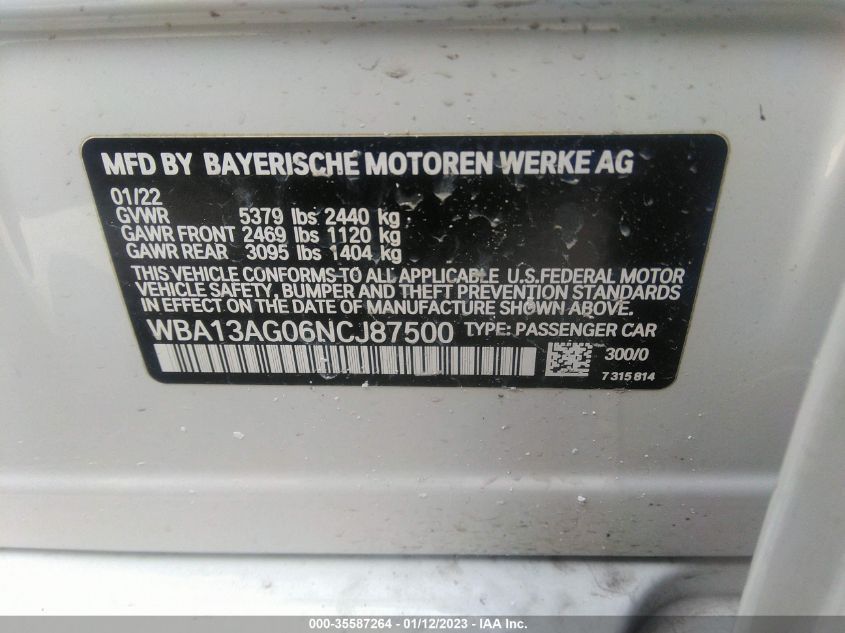 MFD BY BAYERISCHE MOTOREN WERKE AG
01/22
GVWR 5379 lbs 2440 kg
GAWR FRONT 2469 lbs 1120 kg
GAWR REAR 3095 lbs 1404 kg
THIS VEHICLE CONFORMS TO ALL APPLICABLE U.S.FEDERAL MOTOR
VEHICLE SAFETY, BUMPER AND THEFT PREVENTION STANDARDS
IN EFFECT ON THE DATE OF MANUFACTURE SHOWN ABOVE.
WBA13AG06NCJ87500 TYPE: PASSENGER CAR
300/0
7 315 814
000-35587264 - 01/12/2023 - IAAI.COM